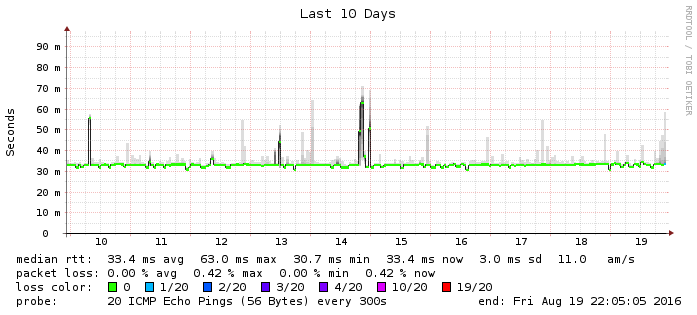 Last 10 Days
RRDTOOL / TOBI OETIKER
Seconds
90 m
80 m
70 m
60 m
50 m
40 m
30 m
20 m
10 m
0
10 11 12 13 14 15 16 17 18 19
median rtt: 33.4 ms avg 63.0 ms max 30.7 ms min 33.4 ms now 3.0 ms sd 11.0 am/s
packet loss: 0.00 % avg 0.42 % max 0.00 % min 0.42 % now
loss color: 0 1/20 2/20 3/20 4/20 10/20 19/20
probe: 20 ICMP Echo Pings (56 Bytes) every 300s end: Fri Aug 19 22:05:05 2016